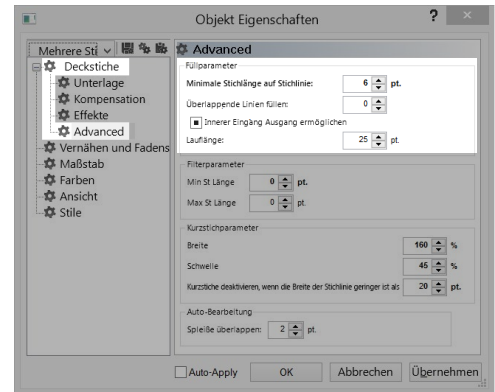 Objekt Eigenschaften
Mehrere Sti
Deckstiche
Unterlage
Kompensation
Effekte
Advanced
Vernähen und Fadens
Maßstab
Farben
Ansicht
Stile
Advanced
Füllparameter
Minimale Stichlänge auf Stichlinie: 6 pt.
Überlappende Linien füllen: 0
Innerer Eingàng Ausgang ermöglichen
Lauflänge: 25 pt.
Filterparameter
Min St Länge 0 pt.
Max St Länge 0 pt.
Kurzstichparameter
Breite 160 %
Schwelle 45 %
Kurzstiche deaktivieren, wenn die Breite der Stichlinie geringer ist als 20 pt.
Auto-Bearbeitung
Spleiße überlappen: 2 pt.
Auto-Apply OK Abbrechen Übernehmen